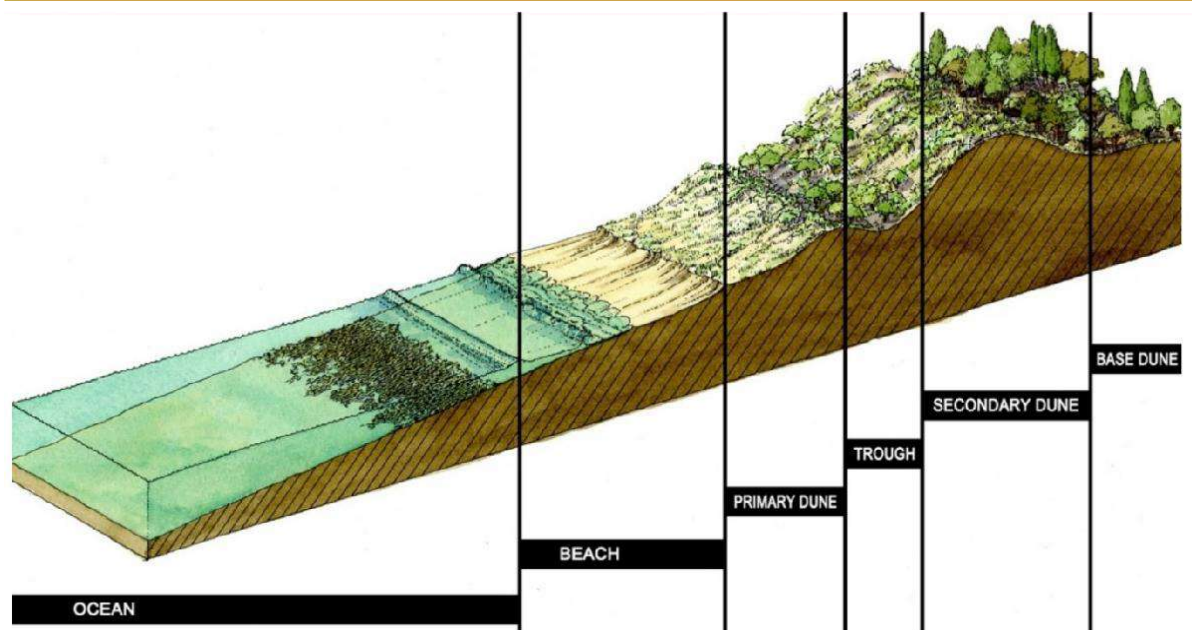 BASE DUNE
SECONDARY DUNE
TROUGH
PRIMARY DUNE
BEACH
OCEAN